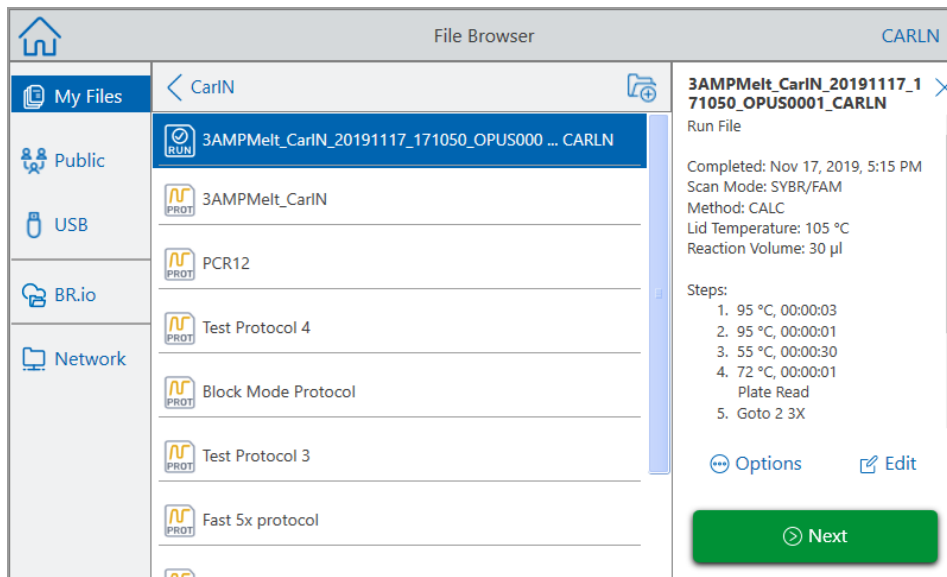 File Browser
CARLN
My Files
Public
USB
BR.io
Network
CarIN
RUN
3AMPMelt_CarIN_20191117_171050_OPUS000 ... CARLN
PROT
3AMPMelt_CarIN
PROT
PCR12
PROT
Test Protocol 4
PROT
Block Mode Protocol
PROT
Test Protocol 3
PROT
Fast 5x protocol
3AMPMelt_CarIN_20191117_1
71050_OPUS0001_CARLN
Run File
Completed: Nov 17, 2019, 5:15 PM
Scan Mode: SYBR/FAM
Method: CALC
Lid Temperature: 105 °C
Reaction Volume: 30 µl
Steps:
1. 95 °C, 00:00:03
2. 95 °C, 00:00:01
3. 55 °C, 00:00:30
4. 72 °C, 00:00:01
Plate Read
5. Goto 2 3X
Options
Edit
Next